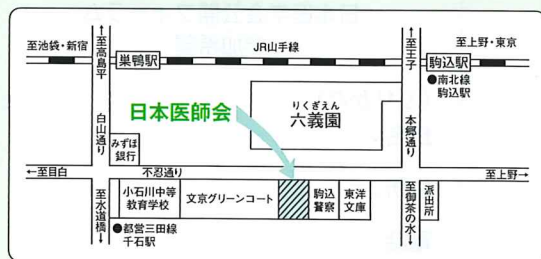 至池袋・新宿
至高島平
巣鴨駅
JR山手線
至王子
駒込駅
至上野・東京
●南北線
駒込駅
白山通り
日本医師会
りくぎえん
六義園
本郷通り
みずほ
銀行
←至目白
不忍通り
至上野→
至水道橋
小石川中等
教育学校
文京グリーンコート
駒込
警察
東洋
文庫
至御茶の水
派出所
●都営三田線
千石駅